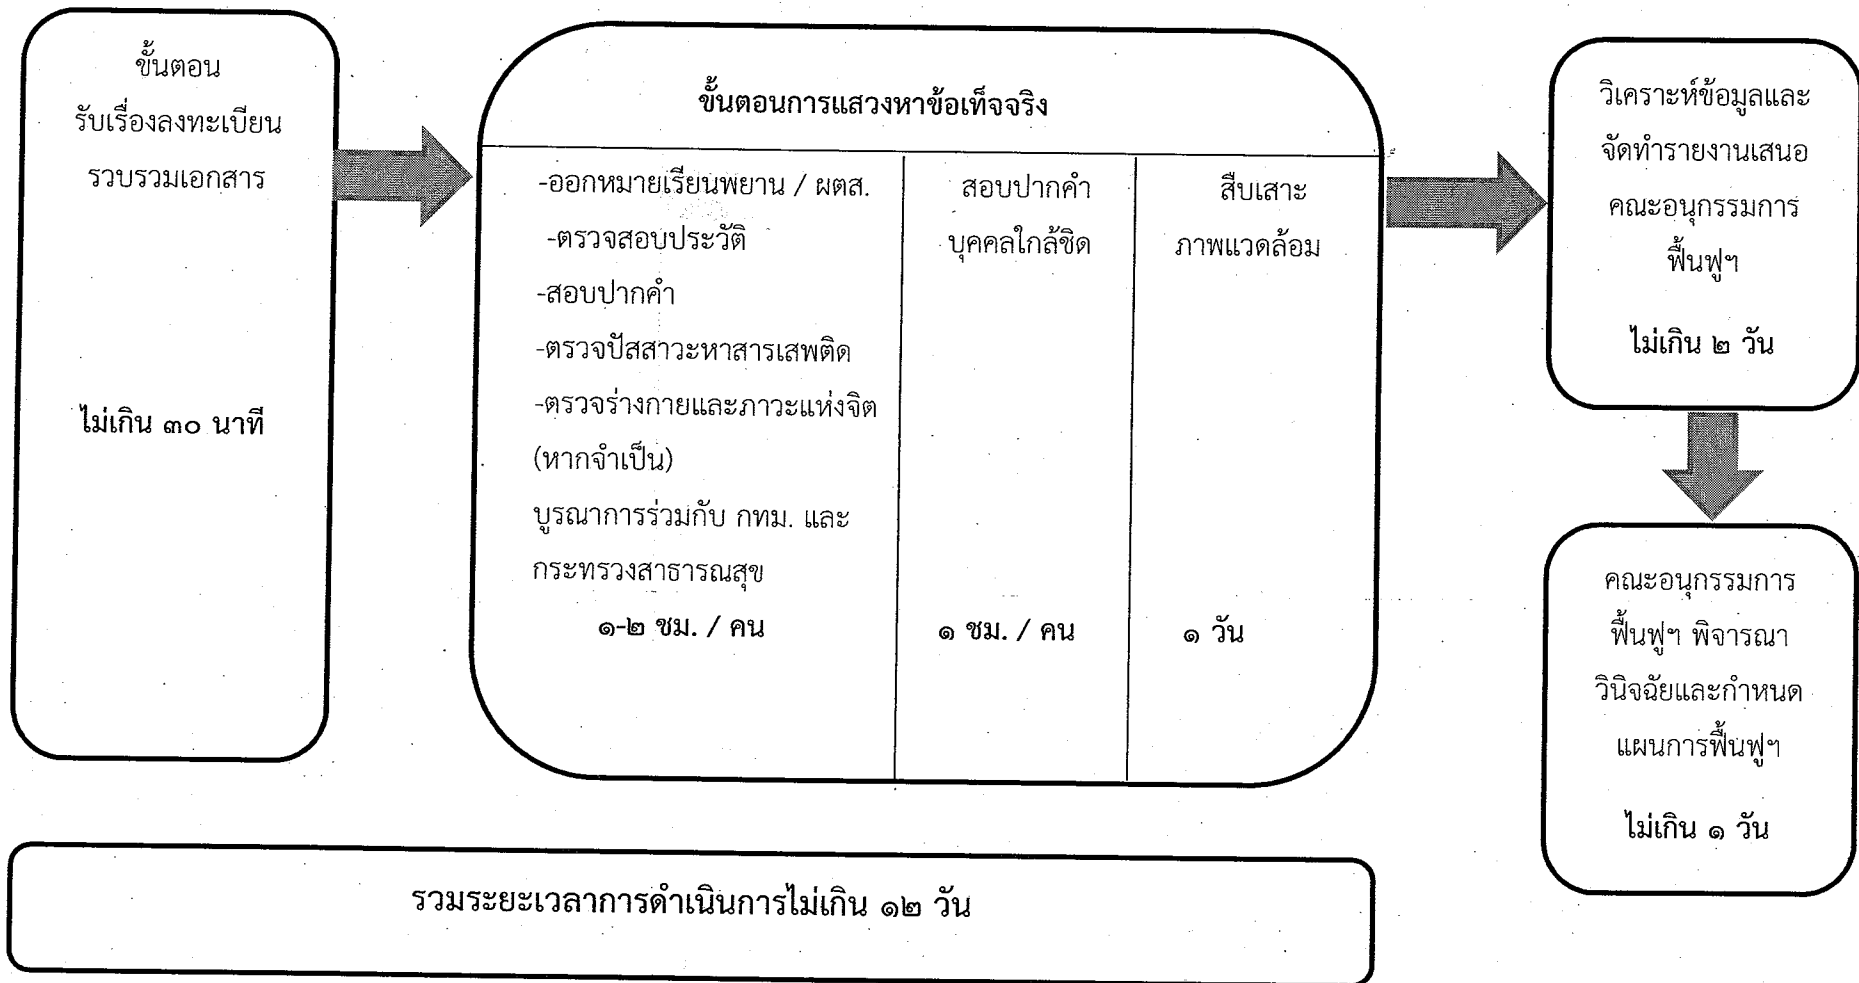 ขั้นตอน
รับเรื่องลงทะเบียน
รวบรวมเอกสาร
ไม่เกิน ๓๐ นาที
ขั้นตอนการแสวงหาข้อเท็จจริง
-ออกหมายเรียนพยาน / ผตส.
-ตรวจสอบประวัติ
-สอบปากคำ
-ตรวจปัสสาวะหาสารเสพติด
-ตรวจร่างกายและภาวะแห่งจิต
(หากจำเป็น)
บูรณาการร่วมกับ กทม. และ
กระทรวงสาธารณสุข
๑-๒ ชม. / คน
สอบปากคำ
บุคคลใกล้ชิด
๑ ชม. / คน
สืบเสาะ
ภาพแวดล้อม
๑ วัน
วิเคราะห์ข้อมูลและ
จัดทำรายงานเสนอ
คณะอนุกรรมการ
ฟื้นฟูฯ
ไม่เกิน ๒ วัน
คณะอนุกรรมการ
ฟื้นฟูฯ พิจารณา
วินิจฉัยและกำหนด
แผนการฟื้นฟูฯ
ไม่เกิน ๑ วัน
รวมระยะเวลาการดำเนินการไม่เกิน ๑๒ วัน